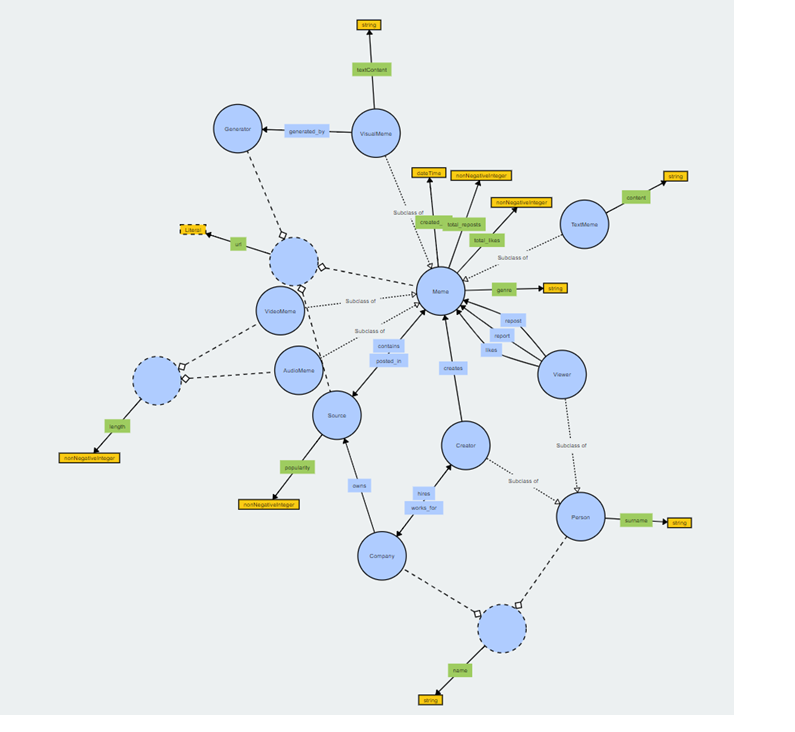 string
textContent
Generator
generated_by
VisualMeme
dateTime
nonNegativeInteger
string
content
nonNegativeInteger
Subclass of
created_
total_reposts
TextMeme
Literal
url
total_likes
Subclass of
Meme
genre
string
VideoMeme
Subclass of
repost
Subclass of
report
contains
likes
posted_in
AudioMeme
creates
Viewer
Source
length
Creator
Subclass of
nonNegativeInteger
popularity
Subclass of
owns
hires
nonNegativeInteger
works_for
Person
surname
string
Company
name
string